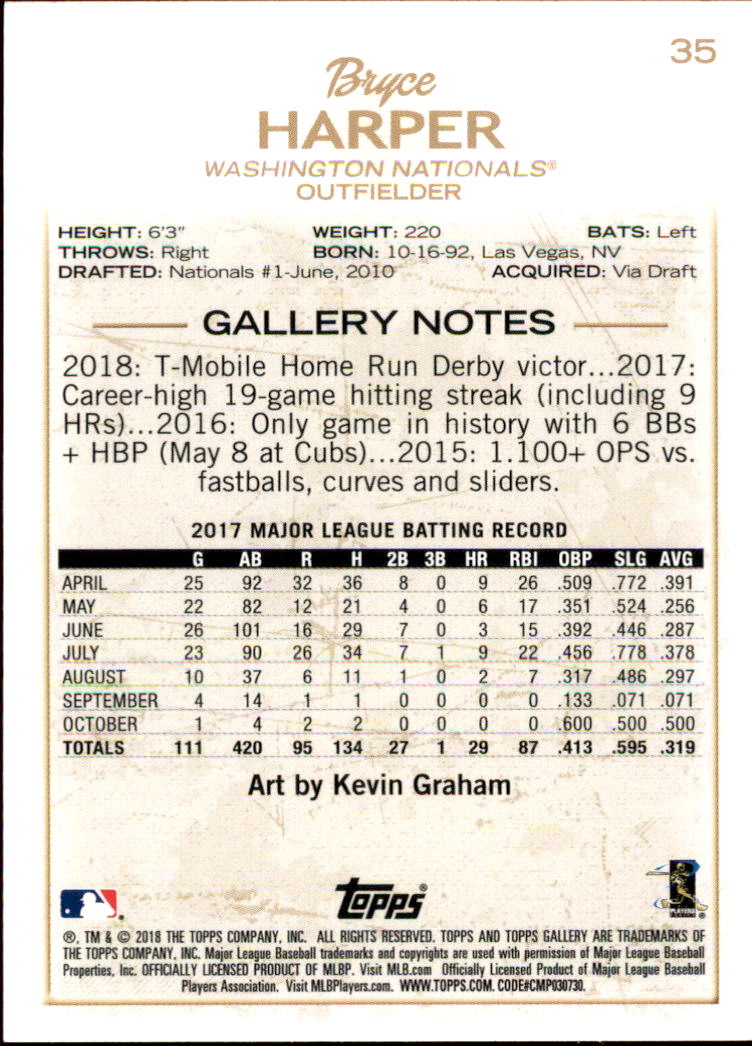 35
Bryce
HARPER
WASHINGTON NATIONALS®
OUTFIELDER
HEIGHT: 6'3" WEIGHT: 220 BATS: Left
THROWS: Right BORN: 10-16-92, Las Vegas, NV
DRAFTED: Nationals #1-June, 2010 ACQUIRED: Via Draft
GALLERY NOTES
2018: T-Mobile Home Run Derby victor...2017:
Career-high 19-game hitting streak (including 9
HRs)...2016: Only game in history with 6 BBs
+ HBP (May 8 at Cubs)...2015: 1.100+ OPS vs.
fastballs, curves and sliders.
2017 MAJOR LEAGUE BATTING RECORD
G AB R H 2B 3B HR RBI OBP SLG AVG
APRIL 25 92 32 36 8 0 9 26 .509 .772 .391
MAY 22 82 12 21 4 0 6 17 .351 .524 .256
JUNE 26 101 16 29 7 0 3 15 .392 .446 .287
JULY 23 90 26 34 7 1 9 22 .456 .778 .378
AUGUST 10 37 6 11 1 0 2 7 .317 .486 .297
SEPTEMBER 4 14 1 1 0 0 0 0 .133 .071 .071
OCTOBER 1 4 2 2 0 0 0 0 .600 .500 .500
TOTALS 111 420 95 134 27 1 29 87 .413 .595 .319
Art by Kevin Graham
topps®
PLAYERS
®, TM & © 2018 THE TOPPS COMPANY, INC. ALL RIGHTS RESERVED. TOPPS AND TOPPS GALLERY ARE TRADEMARKS OF
THE TOPPS COMPANY, INC. Major League Baseball trademarks and copyrights are used with permission of Major League Baseball
Properties, Inc. OFFICIALLY LICENSED PRODUCT OF MLBP. Visit MLB.com Officially Licensed Product of Major League Baseball
Players Association. Visit MLBPlayers.com. WWW.TOPPS.COM. CODE#CMP030730.